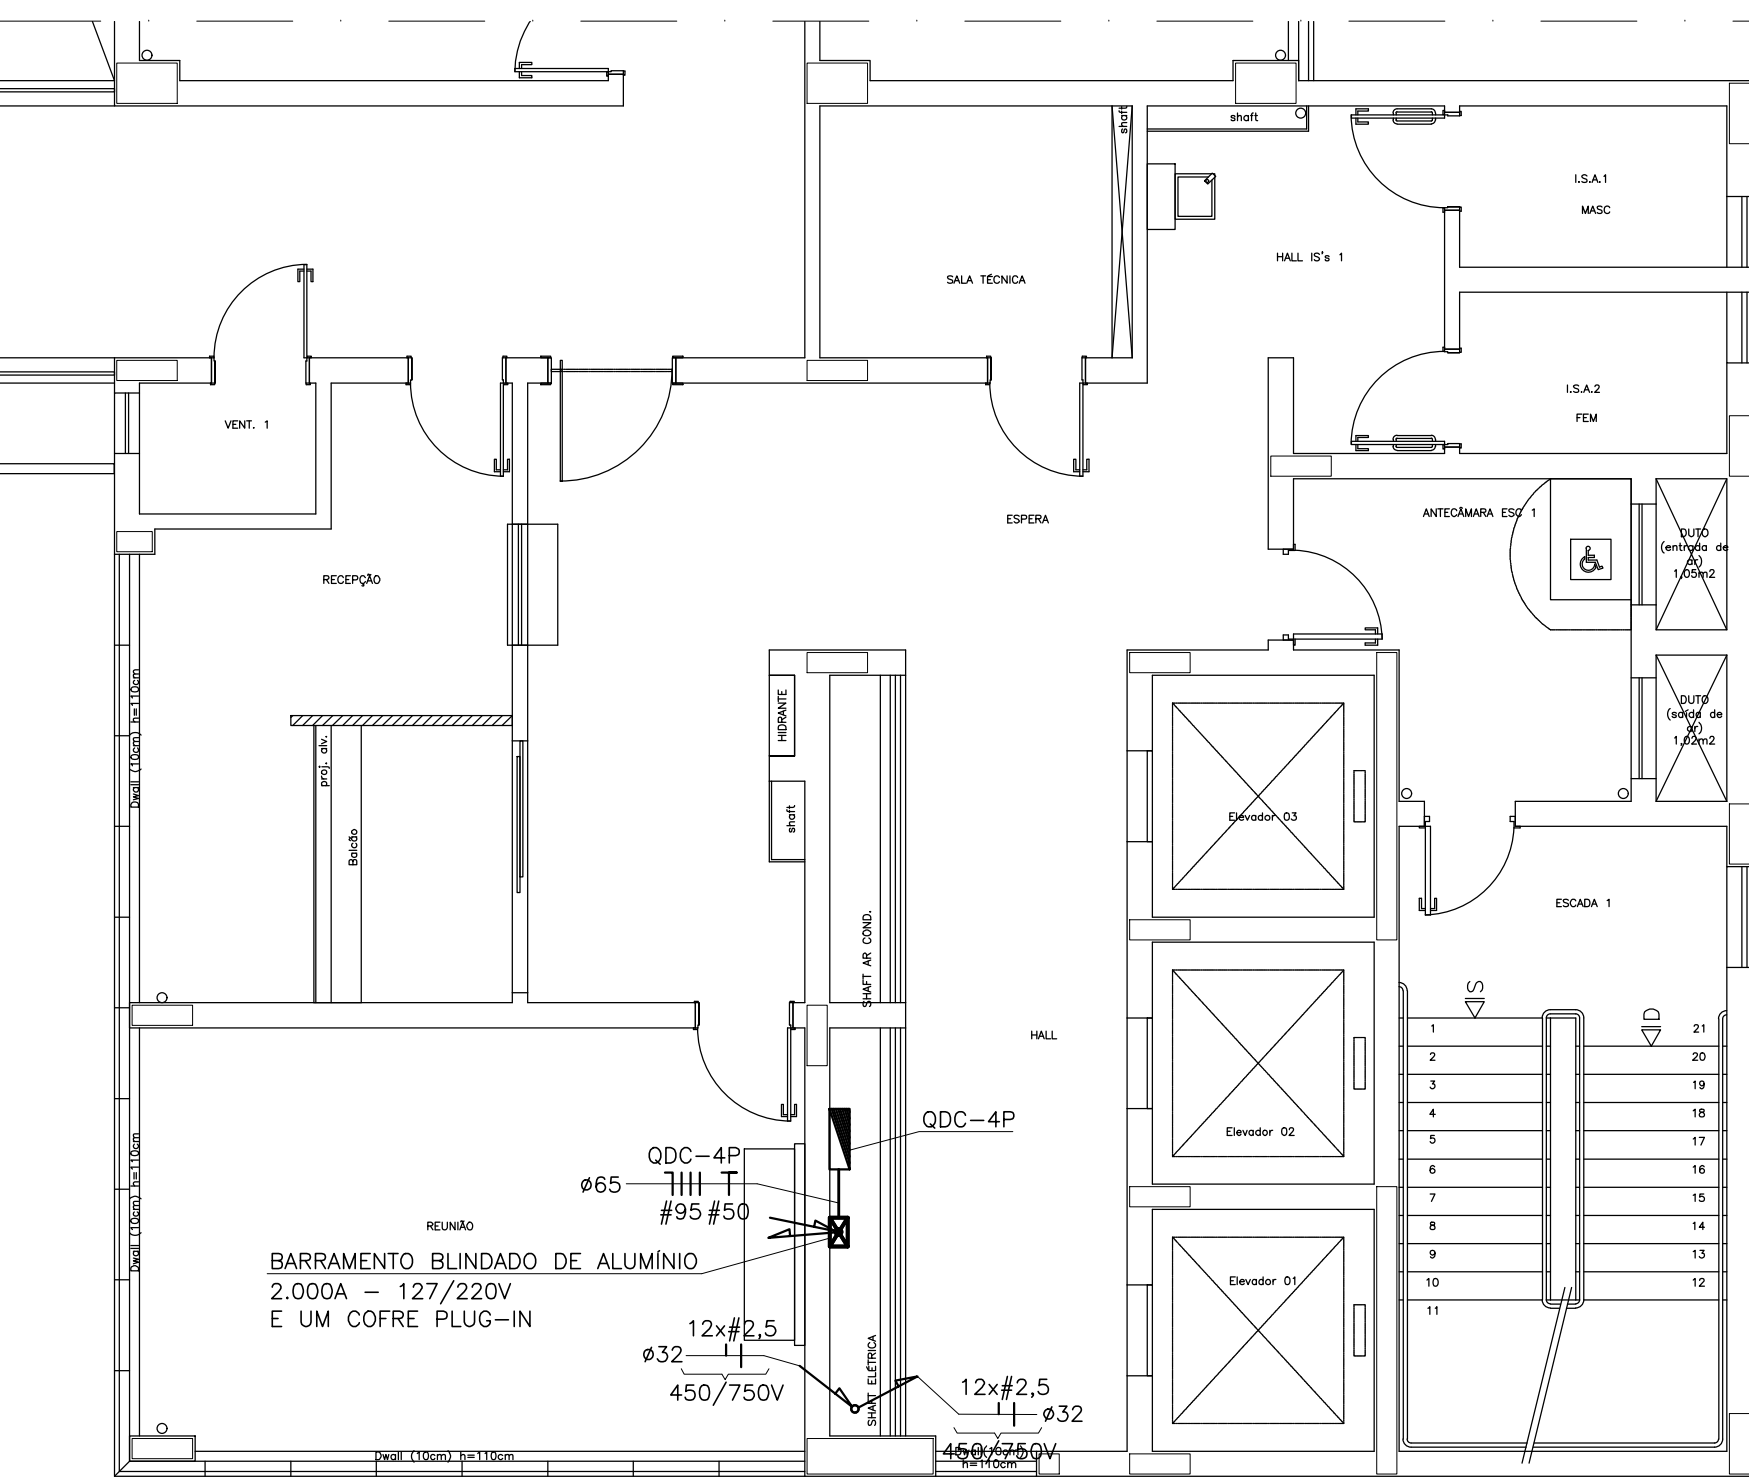 shaft
shaft
I.S.A.1
MASC
HALL IS's 1
SALA TÉCNICA
I.S.A.2
FEM
VENT. 1
ANTECÂMARA ESC 1
ESPERA
DUTO
(entrada de
ar)
1,05m2
RECEPÇÃO
Dwall (10cm) h=110cm
HIDRANTE
DUTO
(saída de
ar)
1,02m2
proj. alv.
Balcão
shaft
Elevador 03
ESCADA 1
SHAFT AR COND.
S
D
HALL
1
2
3
4
5
6
7
8
9
10
11
21
20
19
18
17
16
15
14
13
12
QDC-4P
Elevador 02
Dwall (10cm) h=110cm
QDC-4P
ø65
#95 #50
REUNIÃO
BARRAMENTO BLINDADO DE ALUMÍNIO
2.000A - 127/220V
E UM COFRE PLUG-IN
Elevador 01
12x#2,5
ø32
450/750V
SHAFT ELÉTRICA
12x#2,5
ø32
450/750V
Dwall (10cm) h=110cm
Dwall(10cm)
h=110cm